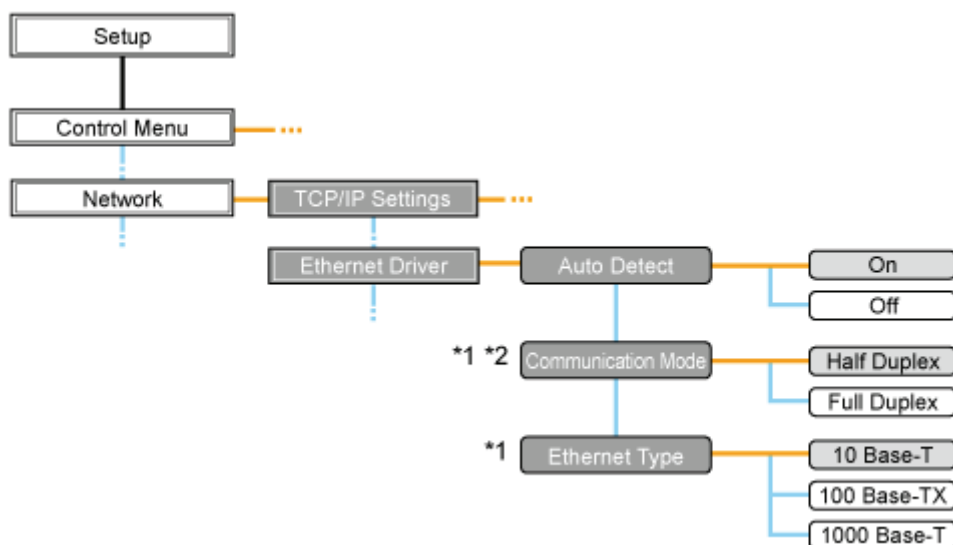 Setup
Control Menu
Network
TCP/IP Settings
Ethernet Driver
Auto Detect
On
Off
*1 *2
Communication Mode
Half Duplex
Full Duplex
*1
Ethernet Type
10 Base-T
100 Base-TX
1000 Base-T